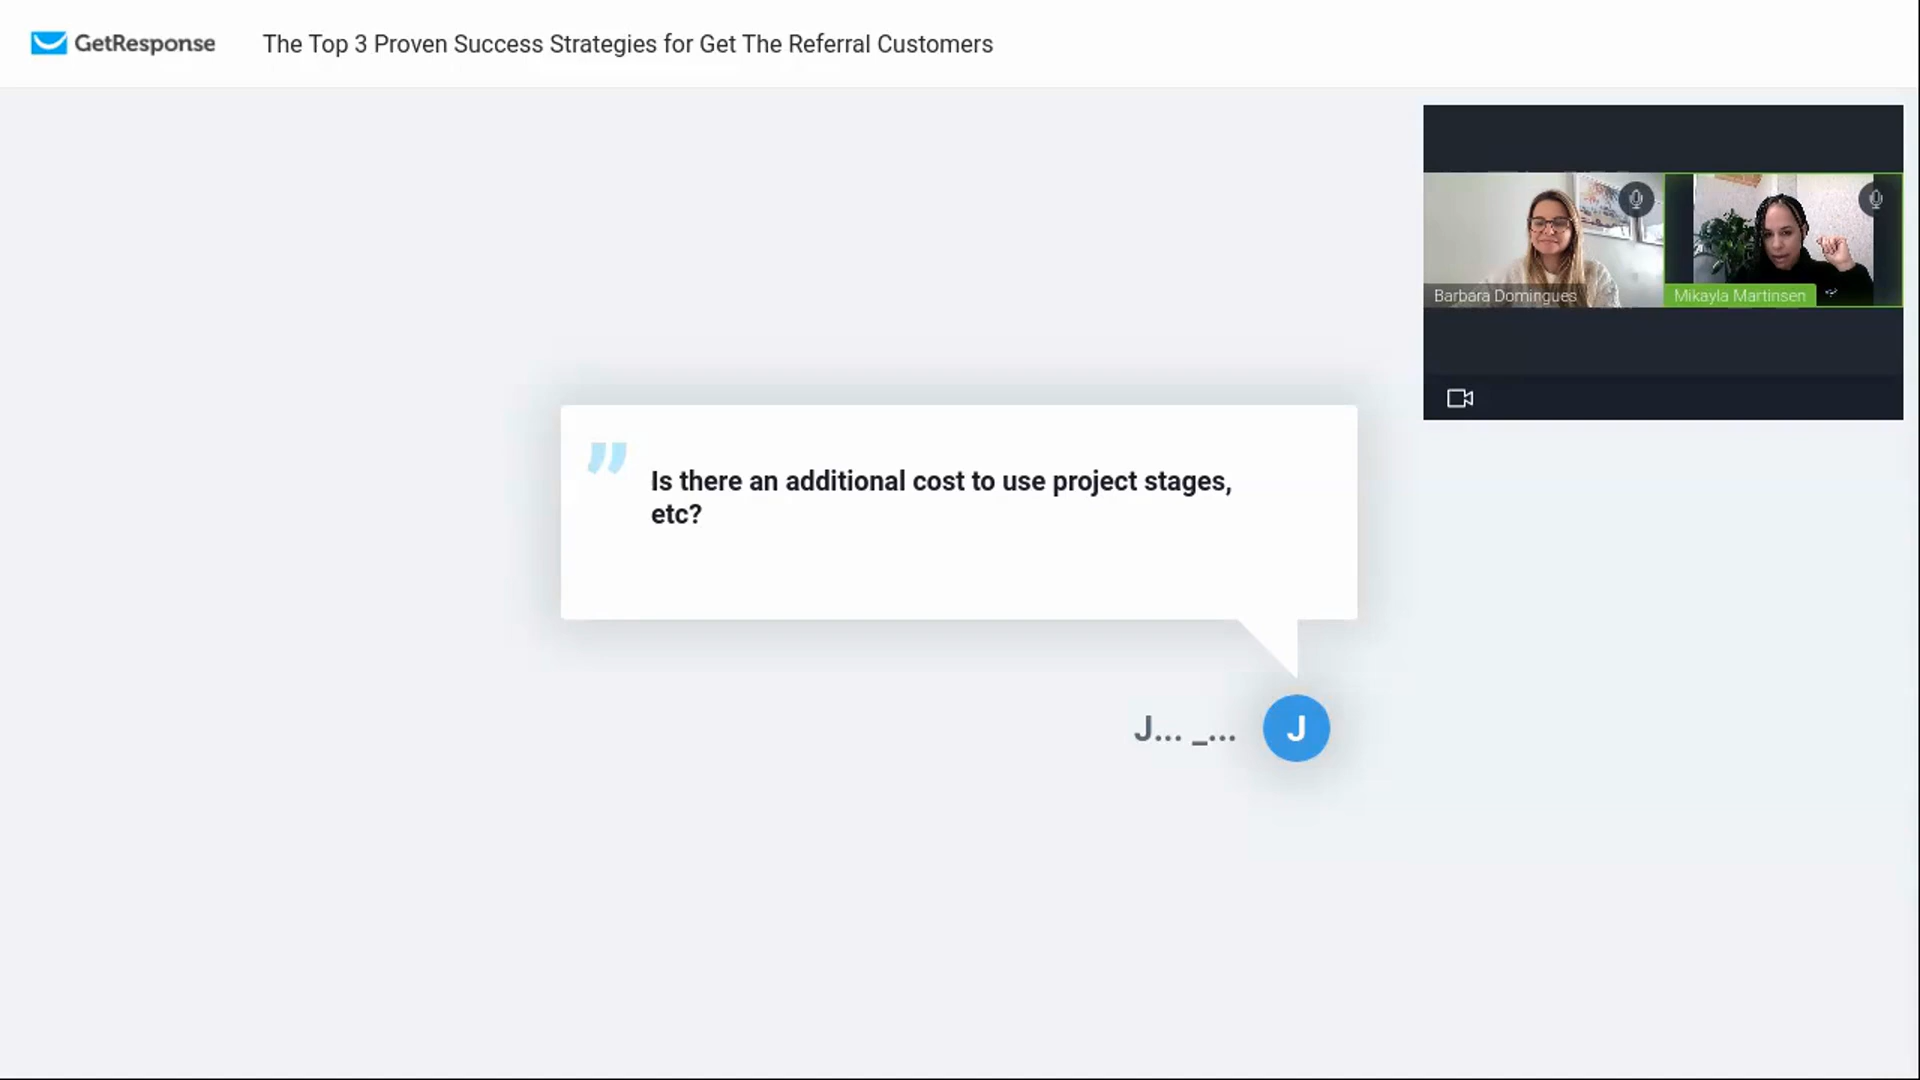 GetResponse
The Top 3 Proven Success Strategies for Get The Referral Customers
Barbara Domingues
Mikayla Martinsen
” Is there an additional cost to use project stages,
etc?
J... _...
J